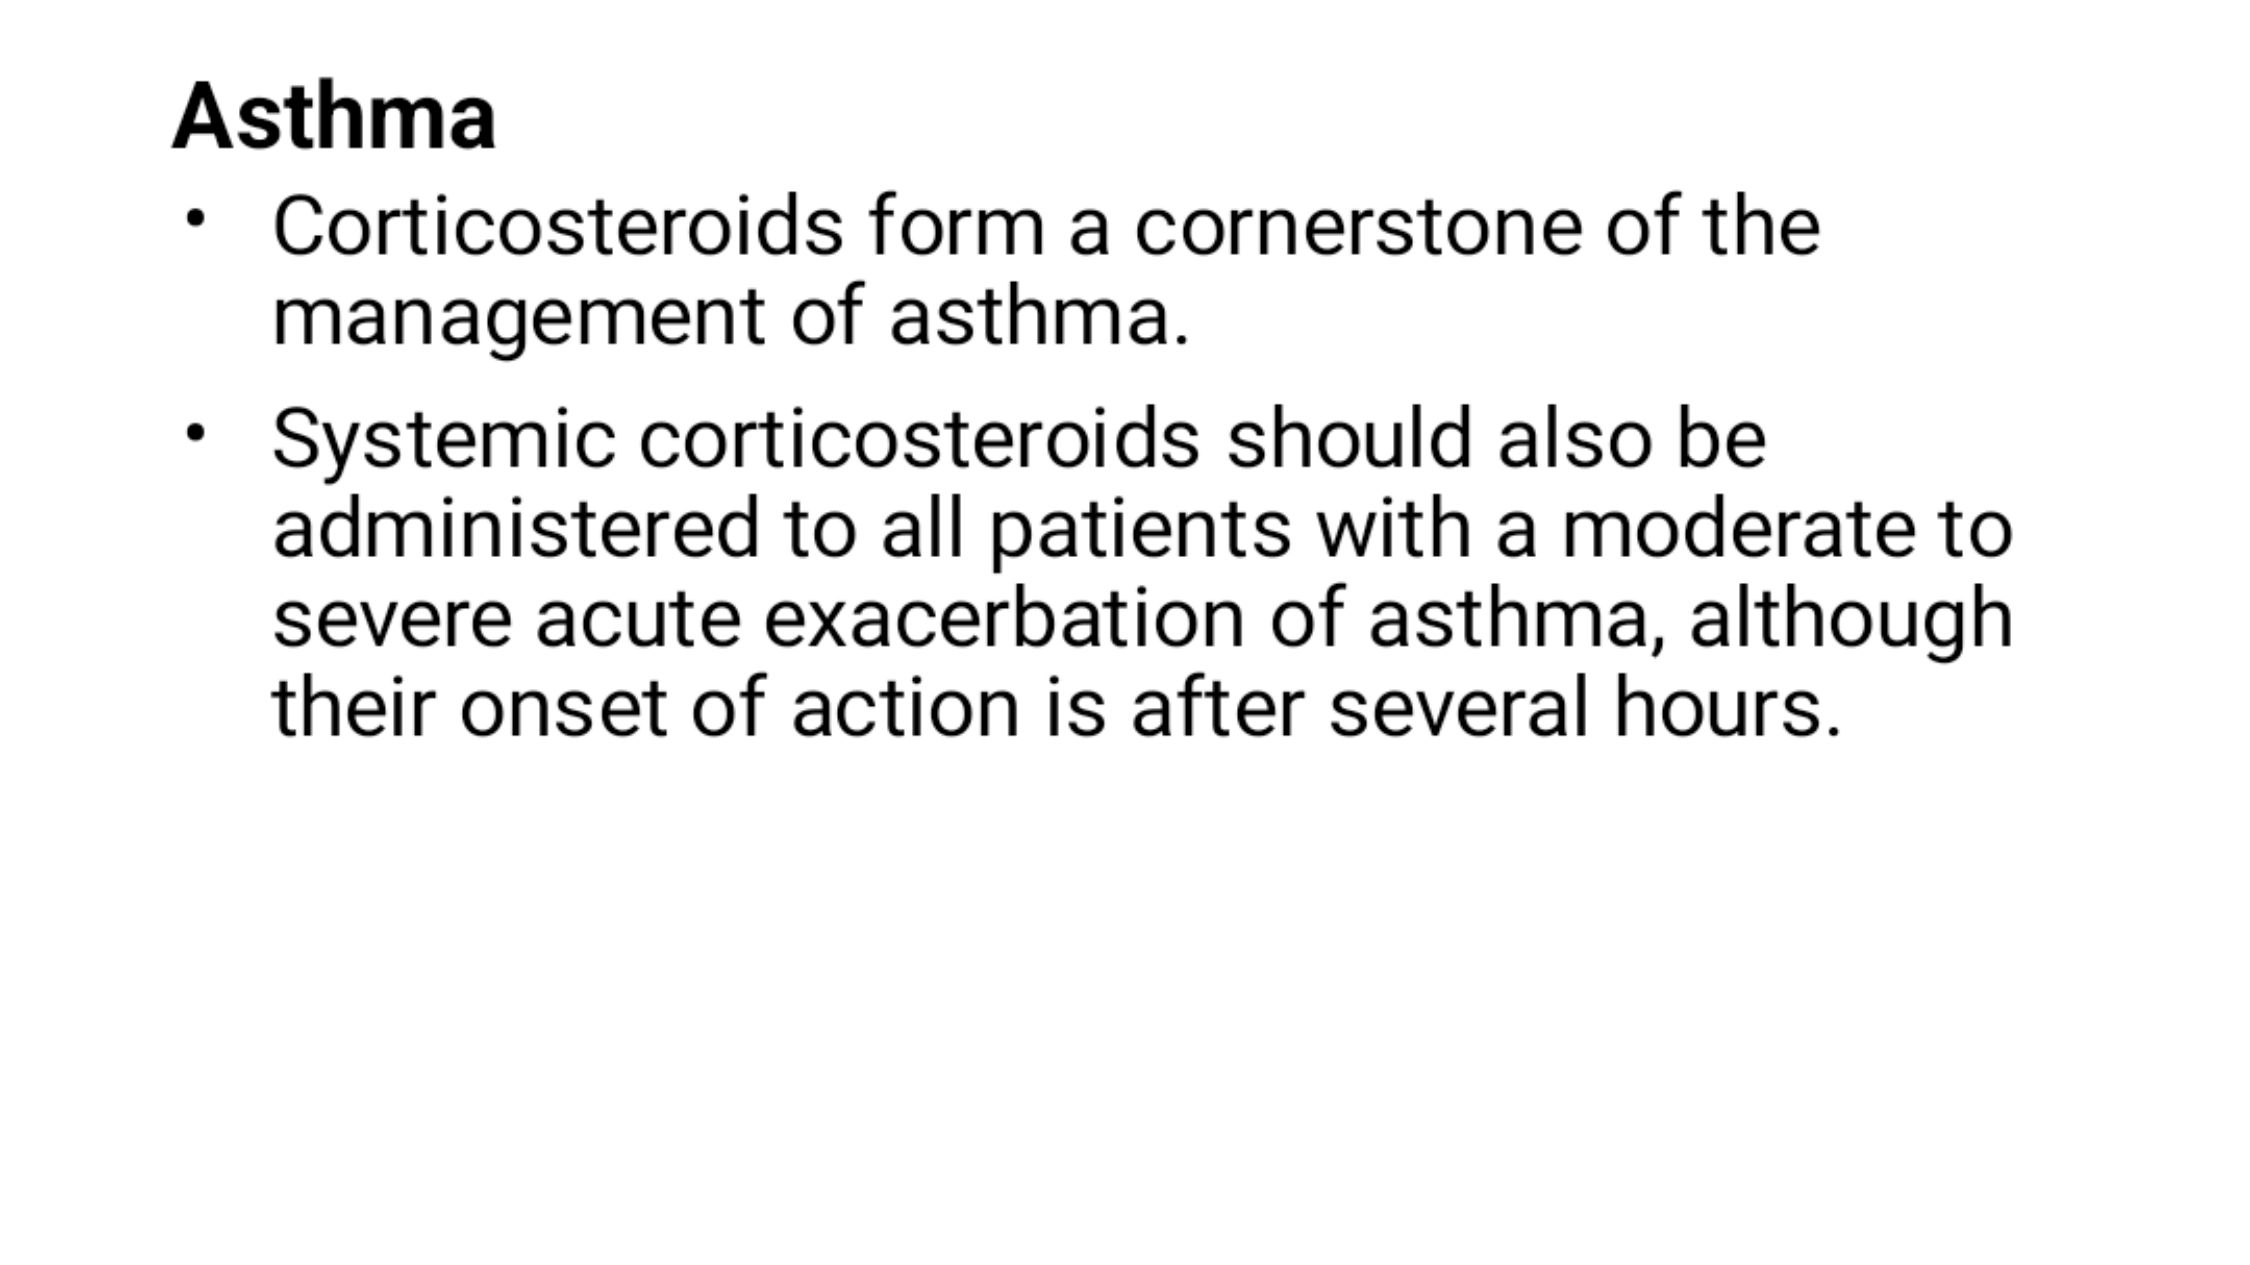 Asthma
• Corticosteroids form a cornerstone of the
management of asthma.
• Systemic corticosteroids should also be
administered to all patients with a moderate to
severe acute exacerbation of asthma, although
their onset of action is after several hours.